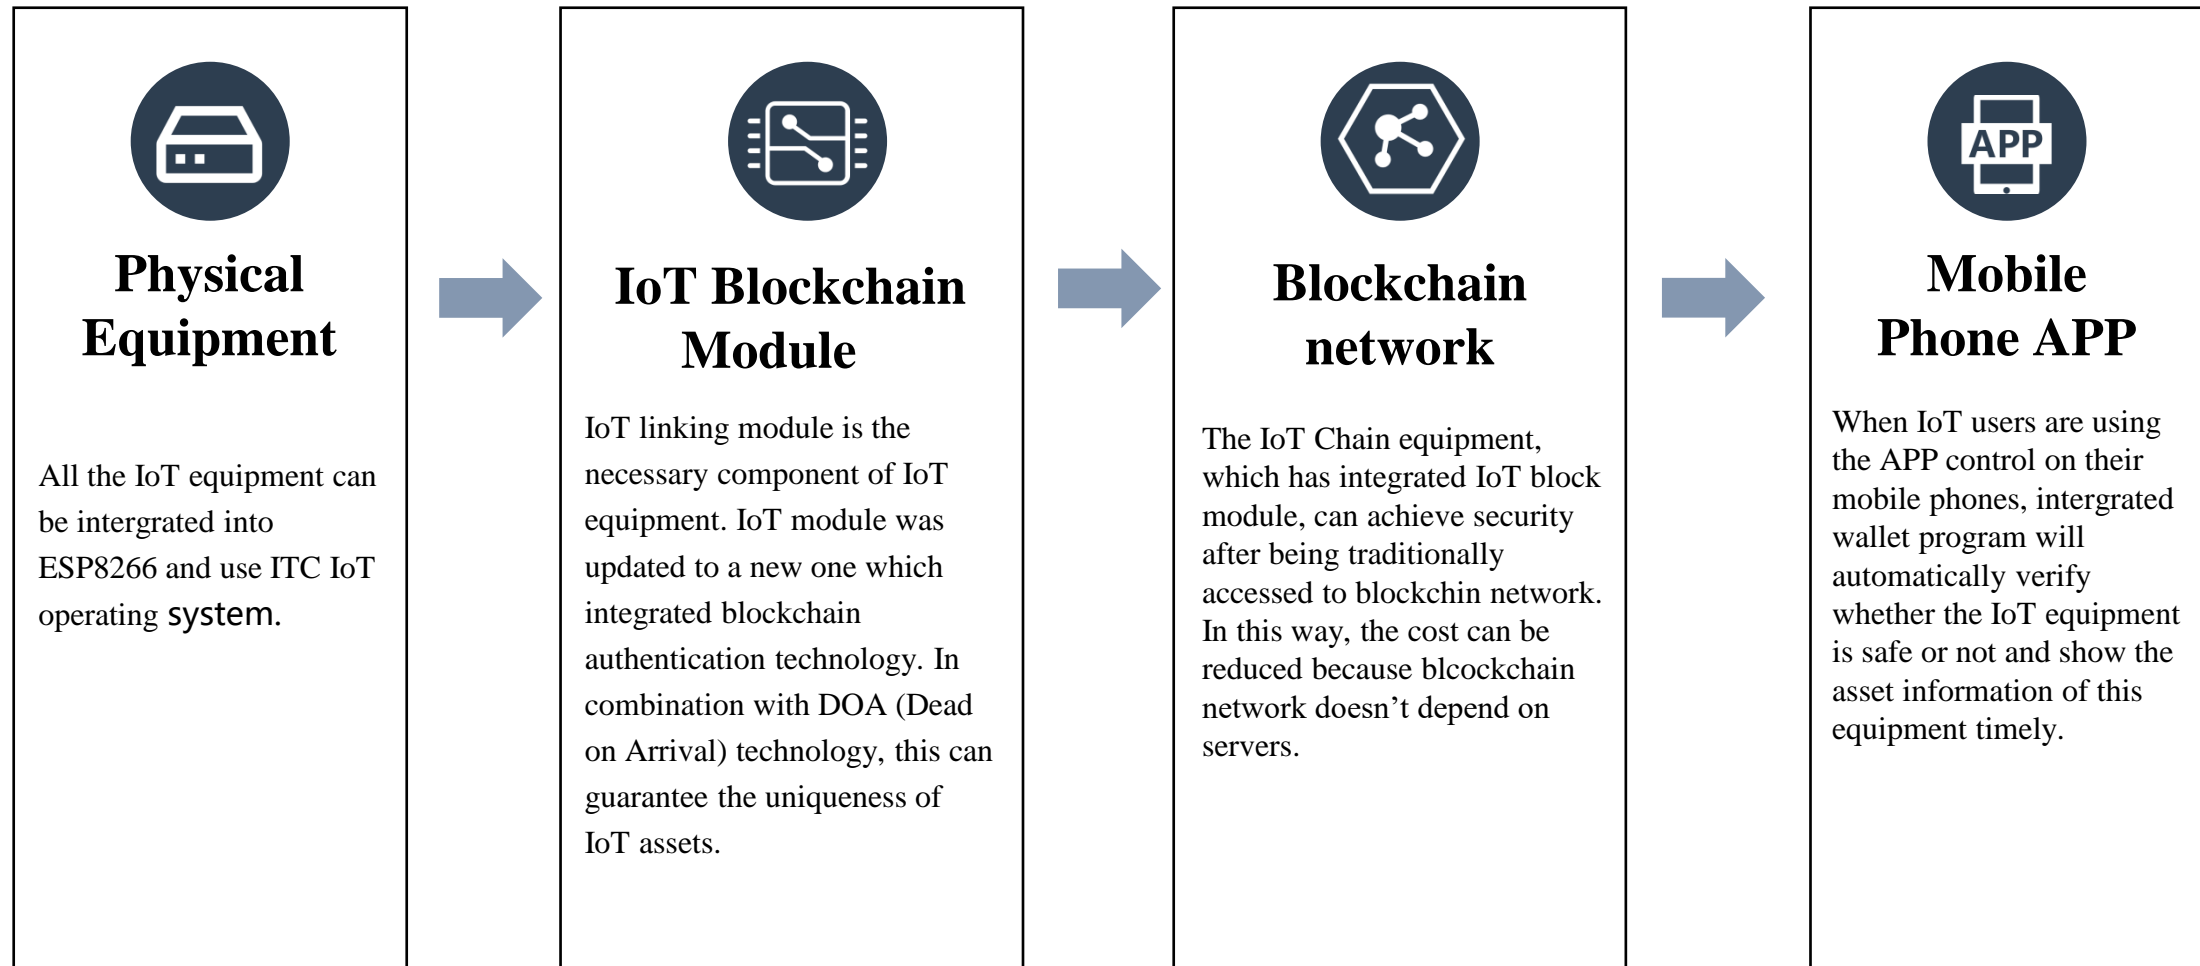 Physical
Equipment
All the IoT equipment can
be intergrated into
ESP8266 and use ITC IoT
operating system.
IoT Blockchain
Module
IoT linking module is the
necessary component of IoT
equipment. IoT module was
updated to a new one which
integrated blockchain
authentication technology. In
combination with DOA (Dead
on Arrival) technology, this can
guarantee the uniqueness of
IoT assets.
Blockchain
network
The IoT Chain equipment,
which has integrated IoT block
module, can achieve security
after being traditionally
accessed to blockchin network.
In this way, the cost can be
reduced because blcockchain
network doesn’t depend on
servers.
APP
Mobile
Phone APP
When IoT users are using
the APP control on their
mobile phones, intergrated
wallet program will
automatically verify
whether the IoT equipment
is safe or not and show the
asset information of this
equipment timely.